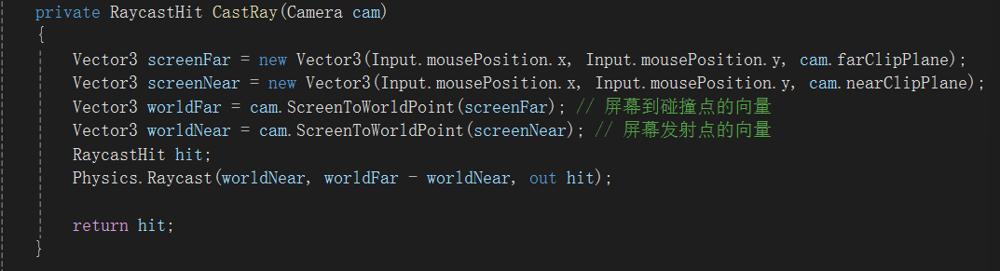 private RaycastHit CastRay(Camera cam)
{
Vector3 screenFar = new Vector3(Input.mousePosition.x, Input.mousePosition.y, cam.farClipPlane);
Vector3 screenNear = new Vector3(Input.mousePosition.x, Input.mousePosition.y, cam.nearClipPlane);
Vector3 worldFar = cam.ScreenToWorldPoint(screenFar); // 屏幕到碰撞点的向量
Vector3 worldNear = cam.ScreenToWorldPoint(screenNear); // 屏幕发射点的向量
RaycastHit hit;
Physics.Raycast(worldNear, worldFar - worldNear, out hit);
return hit;
}